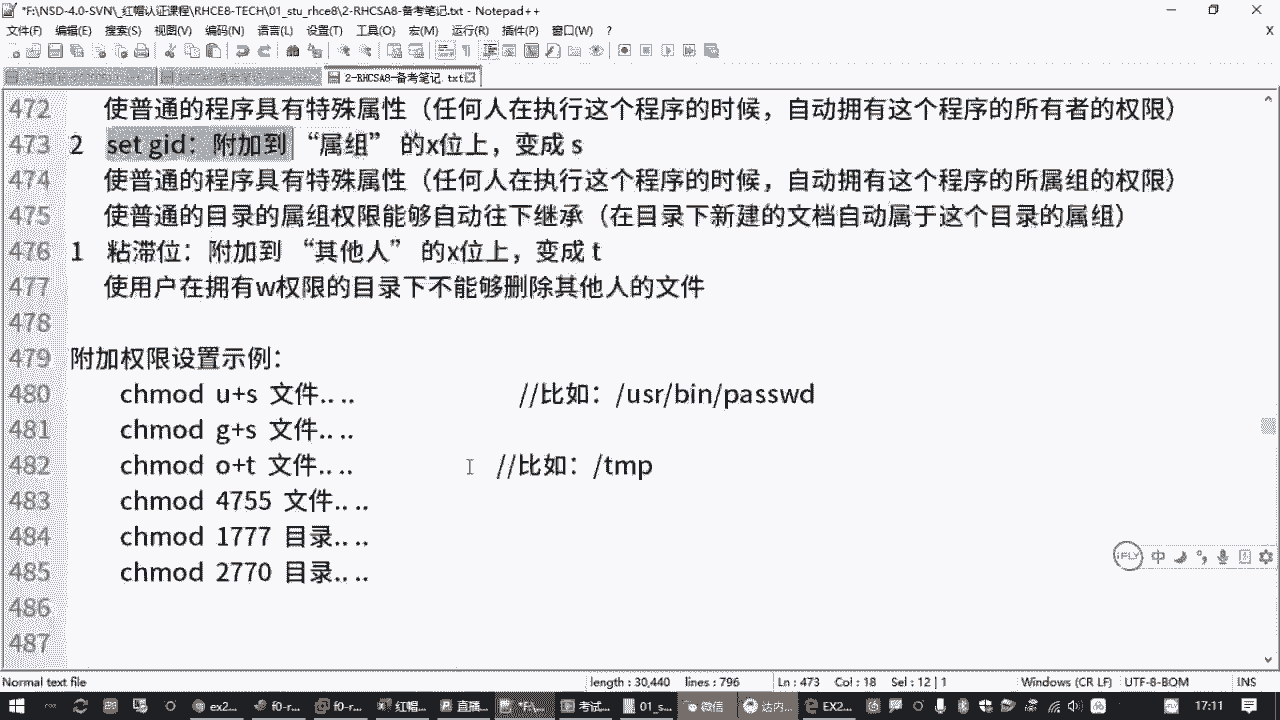 *F:\NSD-4.0-SVN\_红帽认证课程\RHCE8-TECH\01_stu_rhce8\2-RHCSA8-备考笔记.txt - Notepad++
文件(F) 编辑(E) 搜索(S) 视图(V) 编码(N) 语言(L) 设置(T) 工具(O) 宏(M) 运行(R) 插件(P) 窗口(W) ? X
2-RHCSA8-备考笔记.txt
472 使普通的程序具有特殊属性（任何人在执行这个程序的时候，自动拥有这个程序的所有者的权限）
473 2 set gid：附加到 “属组” 的x位上，变成 s
474 使普通的程序具有特殊属性（任何人在执行这个程序的时候，自动拥有这个程序的所属组的权限）
475 使普通的目录的属组权限能够自动往下继承（在目录下新建的文档自动属于这个目录的属组）
476 1 粘滞位：附加到 “其他人” 的x位上，变成 t
477 使用户在拥有w权限的目录下不能够删除其他人的文件
478
479 附加权限设置示例：
480 chmod u+s 文件.. .. //比如：/usr/bin/passwd
481 chmod g+s 文件.. ..
482 chmod o+t 文件.. .. //比如：/tmp
483 chmod 4755 文件.. ..
484 chmod 1777 目录.. ..
485 chmod 2770 目录.. ..
486
487
iFLY 中
Normal text file length : 30,440 lines : 796 Ln : 473 Col : 18 Sel : 12 | 1 Windows (CR LF) UTF-8-BOM INS
ex2... f0-r... f0-r... 红帽... 直播... *F\... 考试... 01_s... 微信 达内... EX2... 17:11